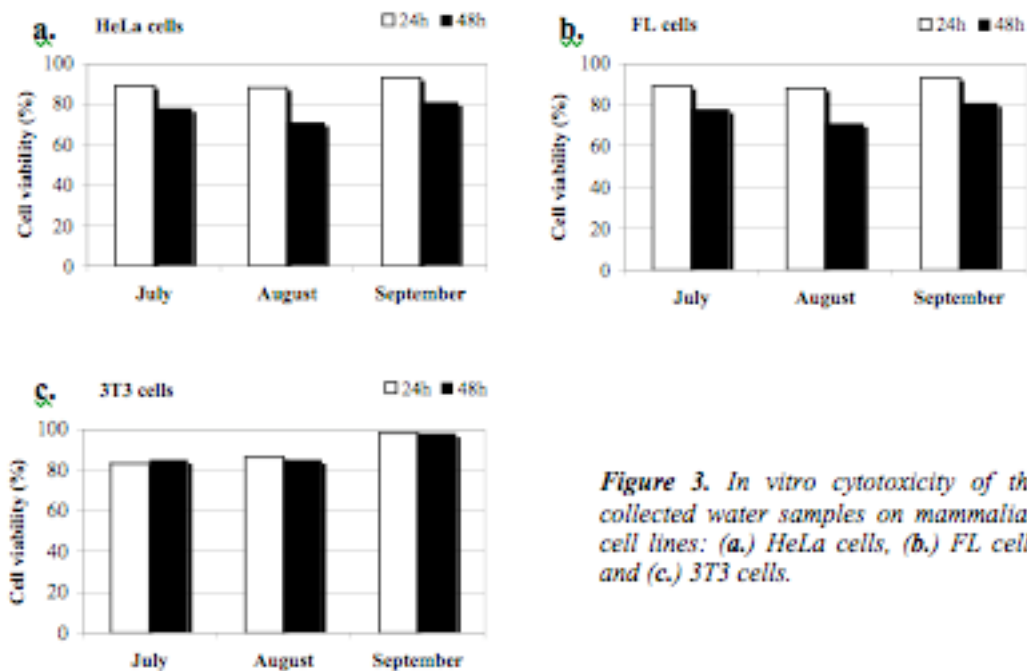 a. HeLa cells □ 24h ■ 48h
Cell viability (%)
100
80
60
40
20
0
July August September
b. FL cells □ 24h ■ 48h
Cell viability (%)
100
80
60
40
20
0
July August September
c. 3T3 cells □ 24h ■ 48h
Cell viability (%)
100
80
60
40
20
0
July August September
Figure 3. In vitro cytotoxicity of th
collected water samples on mammalia
cell lines: (a.) HeLa cells, (b.) FL cell
and (c.) 3T3 cells.